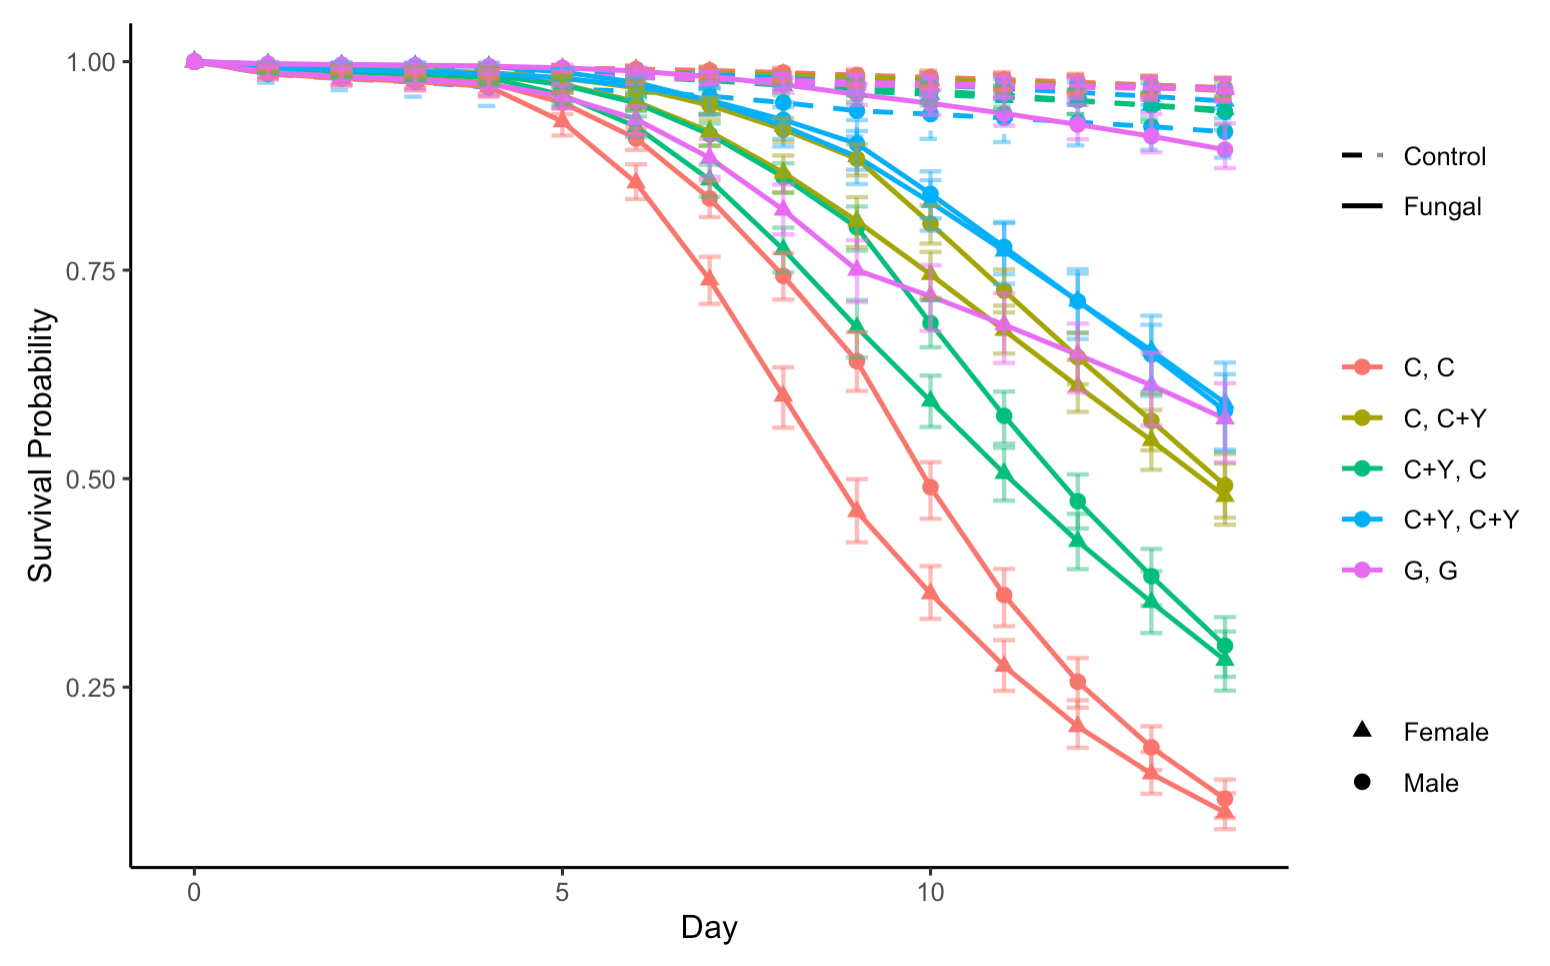 Survival Probability
1.00
0.75
0.50
0.25
0
5
10
Day
Control
Fungal
C, C
C, C+Y
C+Y, C
C+Y, C+Y
G, G
Female
Male